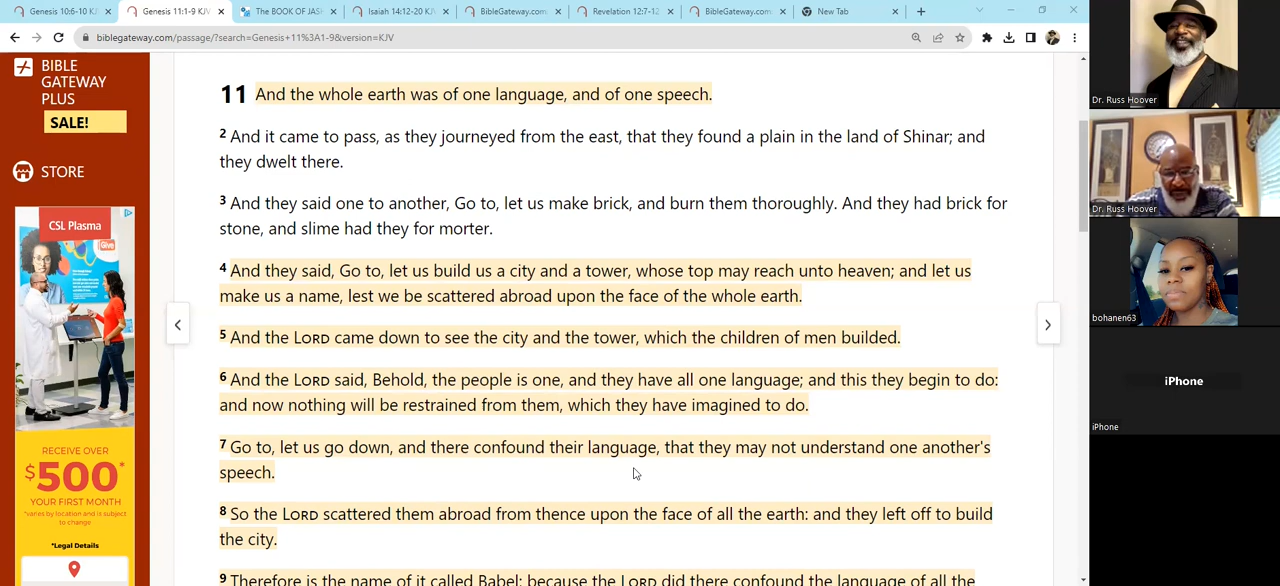 Genesis 10:6-10 KJ
Genesis 11:1-9 KJV
The BOOK OF JAS
Isaiah 14:12-20 KJV
BibleGateway.com
Revelation 12:7-12
BibleGateway.com
New Tab
biblegateway.com/passage/?search=Genesis+11%3A1-9&version=KJV
BIBLE
GATEWAY
PLUS
SALE!
STORE
CSL Plasma
Give
RECEIVE OVER
$500*
YOUR FIRST MONTH
*varies by location and is subject
to change
*Legal Details
11 And the whole earth was of one language, and of one speech.
2 And it came to pass, as they journeyed from the east, that they found a plain in the land of Shinar; and
they dwelt there.
3 And they said one to another, Go to, let us make brick, and burn them thoroughly. And they had brick for
stone, and slime had they for morter.
4 And they said, Go to, let us build us a city and a tower, whose top may reach unto heaven; and let us
make us a name, lest we be scattered abroad upon the face of the whole earth.
5 And the LORD came down to see the city and the tower, which the children of men builded.
6 And the LORD said, Behold, the people is one, and they have all one language; and this they begin to do:
and now nothing will be restrained from them, which they have imagined to do.
7 Go to, let us go down, and there confound their language, that they may not understand one another's
speech.
8 So the LORD scattered them abroad from thence upon the face of all the earth: and they left off to build
the city.
9 Therefore is the name of it called Babel; because the LORD did there confound the language of all the
Dr. Russ Hoover
Dr. Russ Hoover
bohanen63
iPhone
iPhone